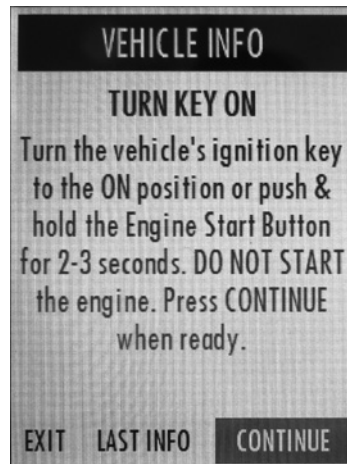 VEHICLE INFO
TURN KEY ON
Turn the vehicle's ignition key
to the ON position or push &
hold the Engine Start Button
for 2-3 seconds. DO NOT START
the engine. Press CONTINUE
when ready.
EXIT LAST INFO CONTINUE